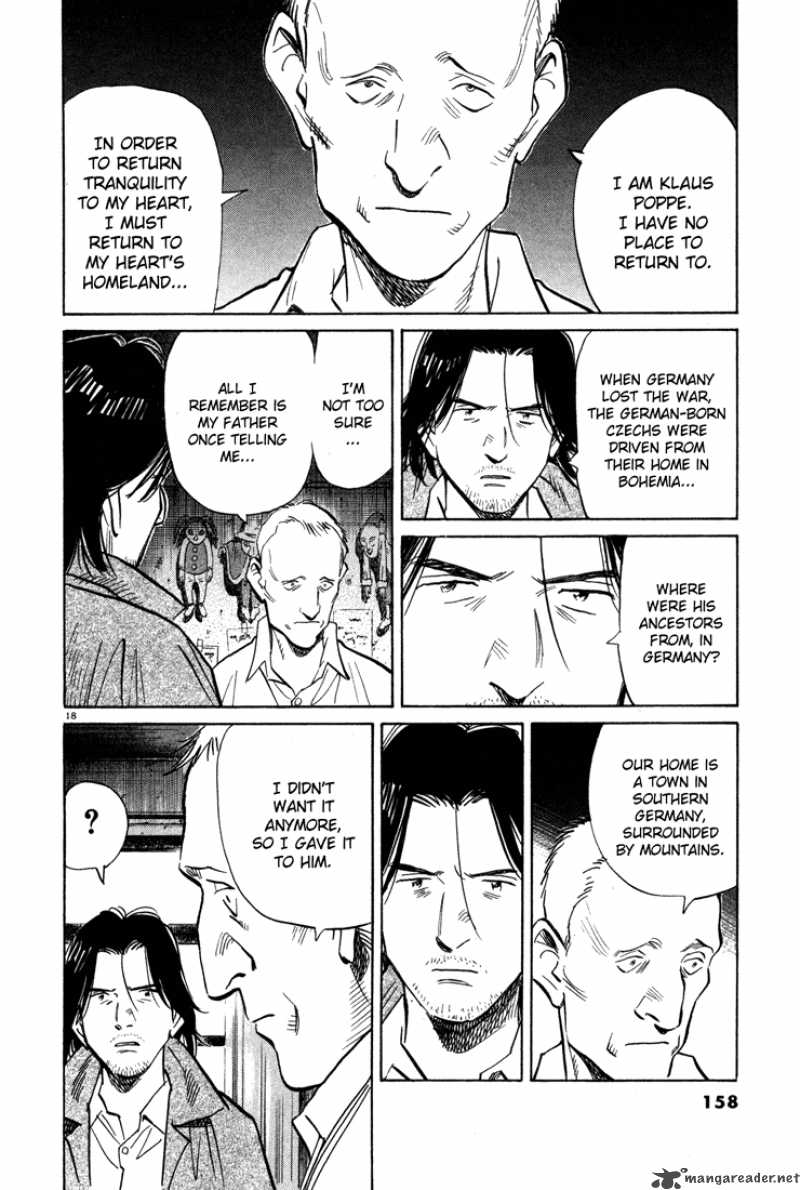 I AM KLAUS
POPPE.
I HAVE NO
PLACE TO
RETURN TO.
IN ORDER
TO RETURN
TRANQUILITY
TO MY HEART,
I MUST
RETURN TO
MY HEART'S
HOMELAND...
WHEN GERMANY
LOST THE WAR,
THE GERMAN-BORN
CZECHS WERE
DRIVEN FROM
THEIR HOME IN
BOHEMIA...
WHERE
WERE HIS
ANCESTORS
FROM, IN
GERMANY?
I'M
NOT TOO
SURE
...
ALL I
REMEMBER IS
MY FATHER
ONCE TELLING
ME...
18
OUR HOME IS
A TOWN IN
SOUTHERN
GERMANY,
SURROUNDED
BY MOUNTAINS.
I DIDN'T
WANT IT
ANYMORE,
SO I GAVE IT
TO HIM.
?
158
mangareader.net